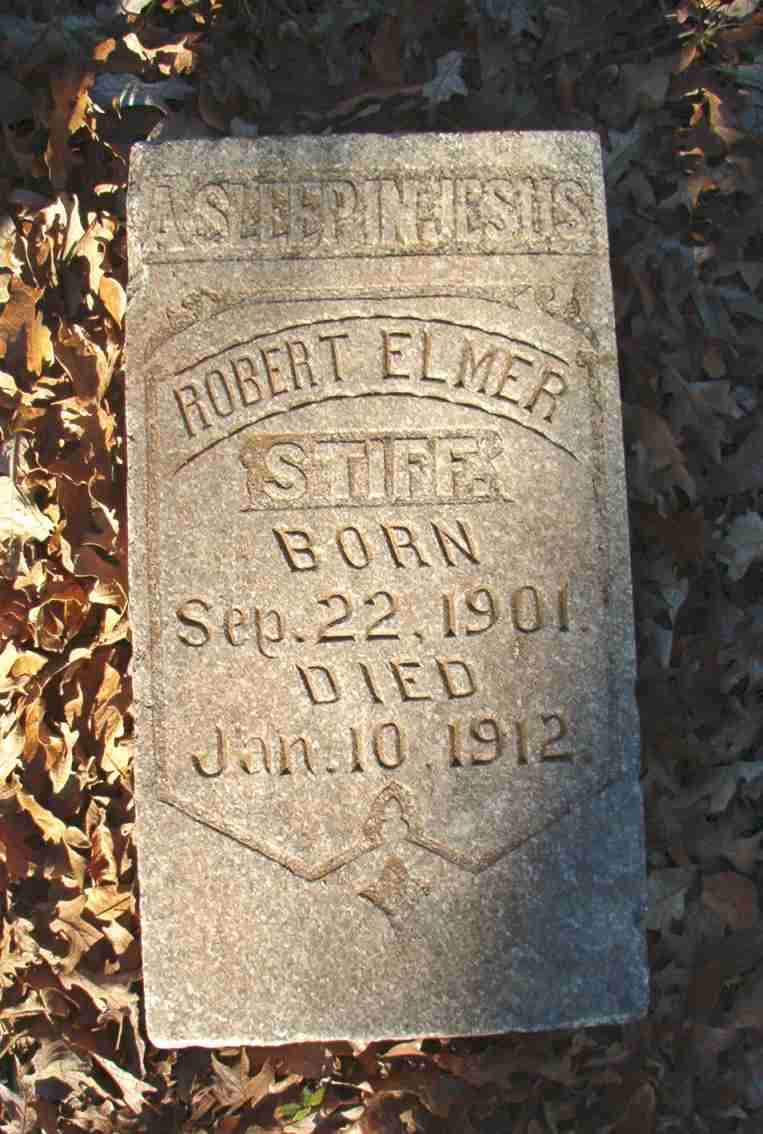 ASLEEP IN JESUS
ROBERT ELMER
STIFF.
BORN
Sep. 22, 1901.
DIED
Jan. 10, 1912.